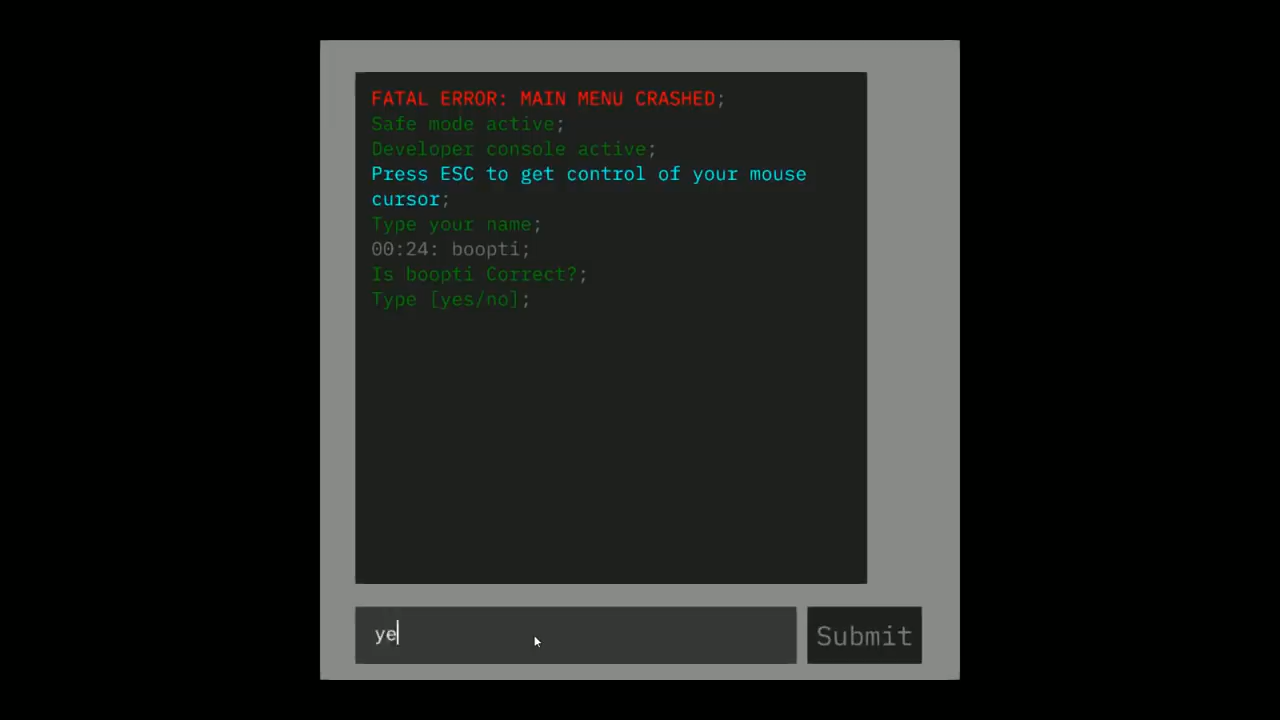 FATAL ERROR: MAIN MENU CRASHED;
Safe mode active;
Developer console active;
Press ESC to get control of your mouse
cursor;
Type your name;
00:24: boopti;
Is boopti Correct?;
Type [yes/no];
ye
Submit